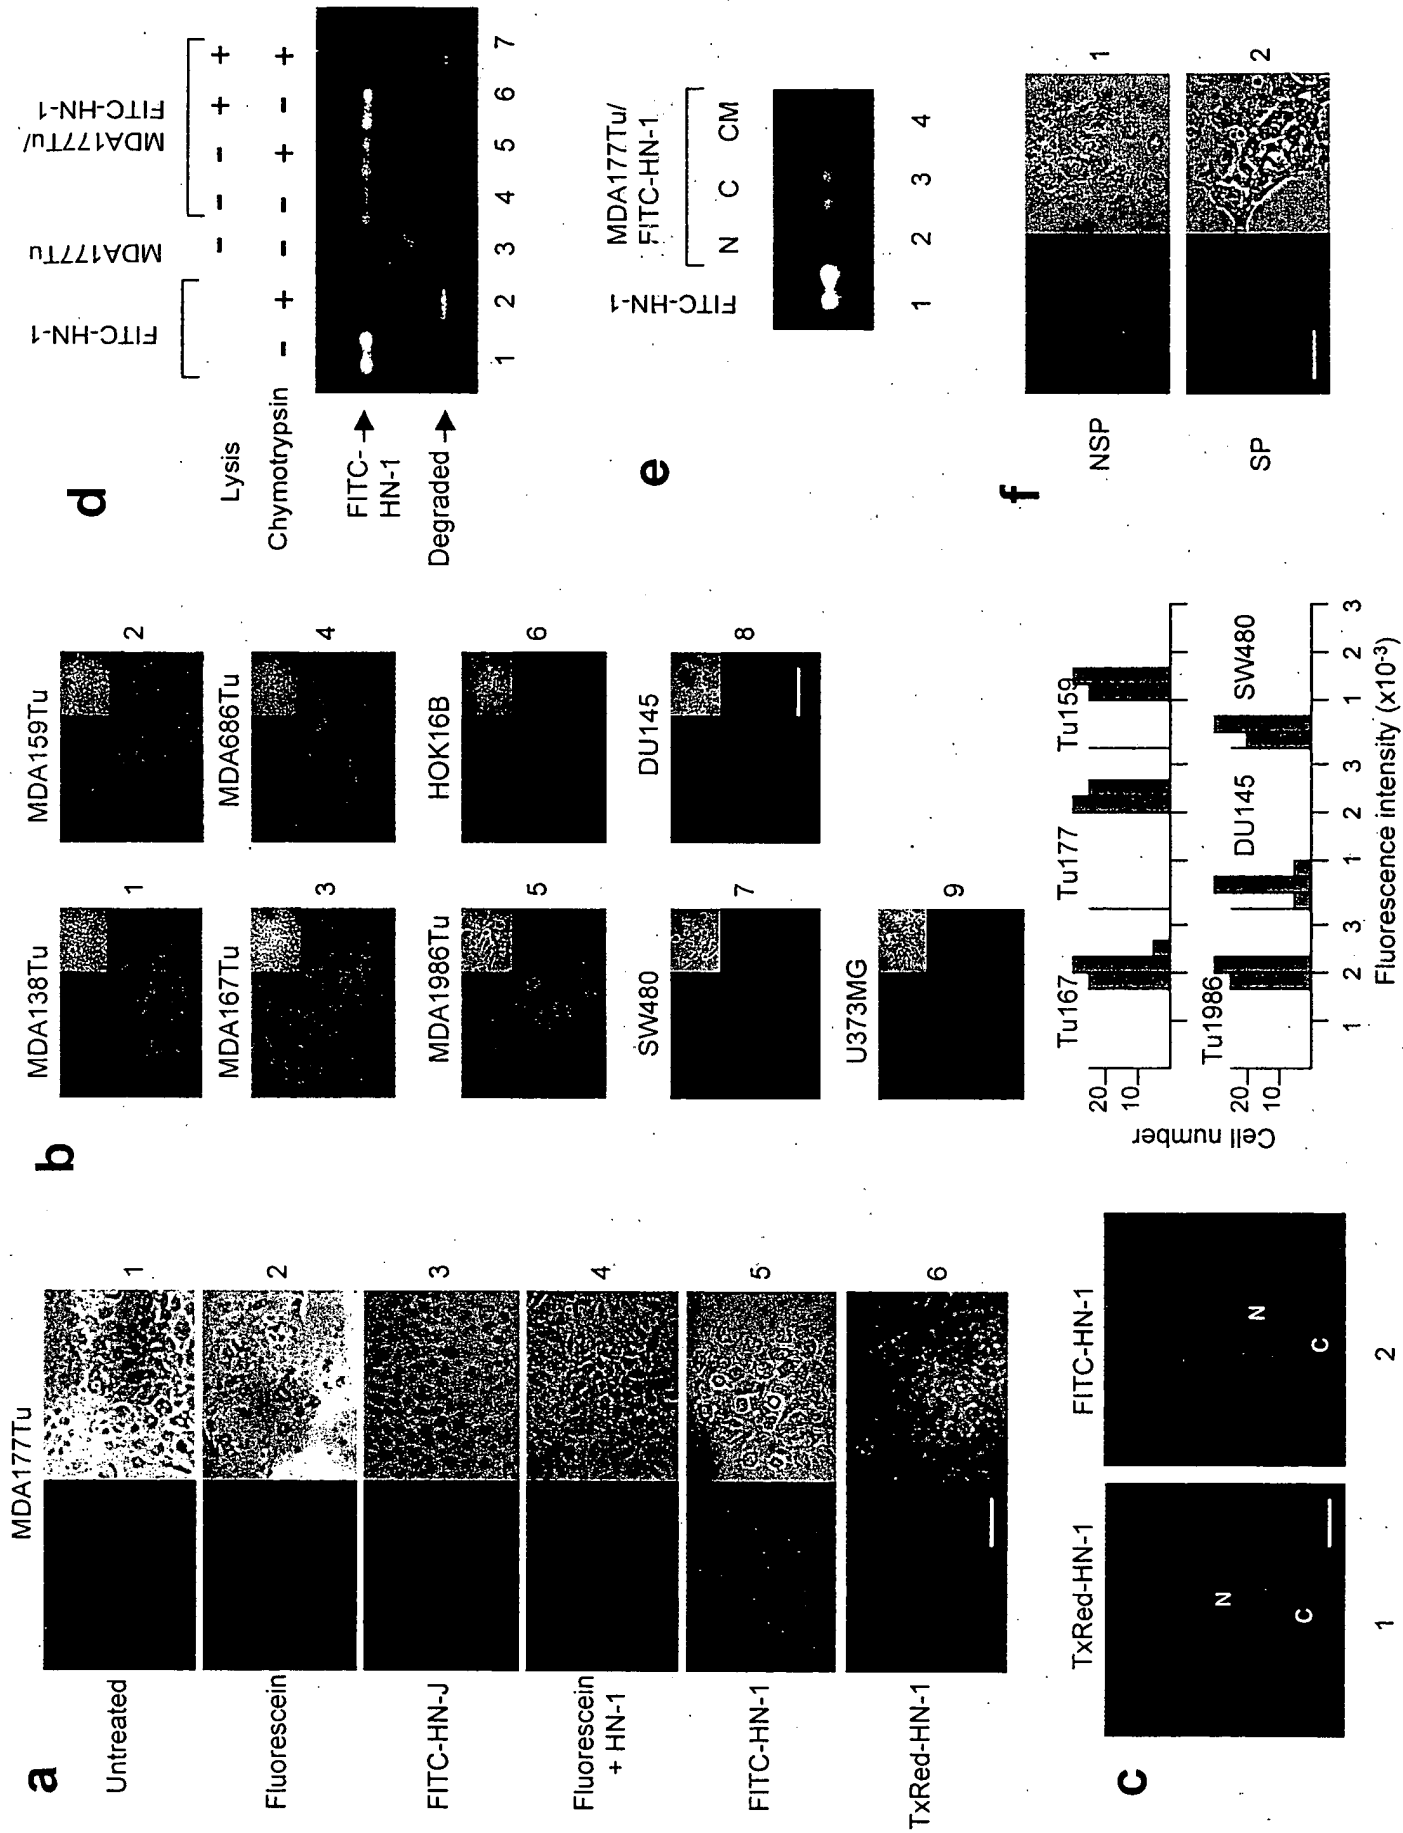 a
MDA177Tu
Untreated
1
Fluorescein
2
FITC-HN-J
3
Fluorescein
+ HN-1
4
FITC-HN-1
5
TxRed-HN-1
6
b
MDA138Tu
1
MDA159Tu
2
MDA167Tu
3
MDA686Tu
4
MDA1986Tu
5
HOK16B
6
SW480
7
DU145
8
U373MG
9
Cell number
20
10
Tu167
Tu177
Tu159
20
10
Tu1986
DU145
SW480
1 2 3 1 2 3 1 2 3
Fluorescence intensity (x10-3)
c
TxRed-HN-1
FITC-HN-1
N
C
N
C
1
2
d
FITC-HN-1
MDA177Tu
MDA177Tu/
FITC-HN-1
Lysis
- - - + +
Chymotrypsin
- + - - + - +
FITC-
HN-1
Degraded
1 2 3 4 5 6 7
e
FITC-HN-1
MDA177Tu/
FITC-HN-1
N C CM
1 2 3 4
f
NSP
1
SP
2